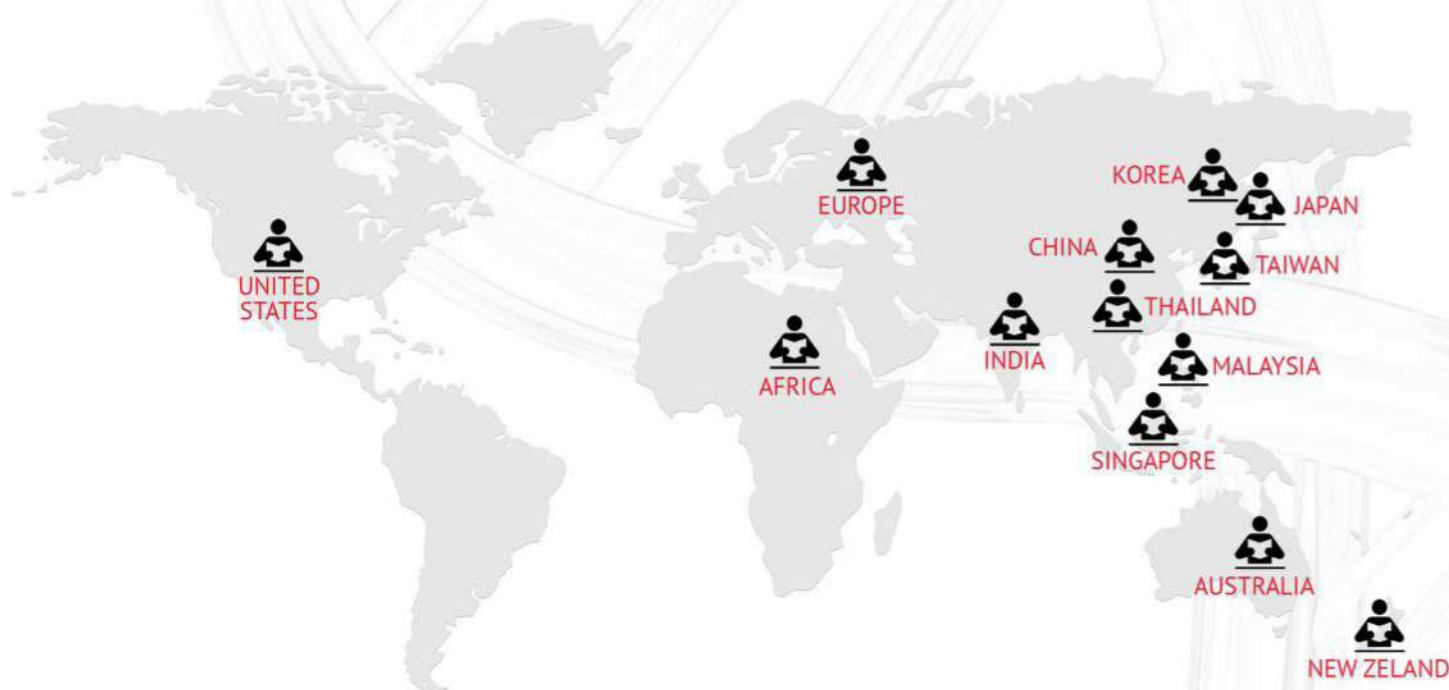 KOREA
EUROPE
JAPAN
CHINA
TAIWAN
UNITED
STATES
THAILAND
INDIA
MALAYSIA
AFRICA
SINGAPORE
AUSTRALIA
NEW ZELAND